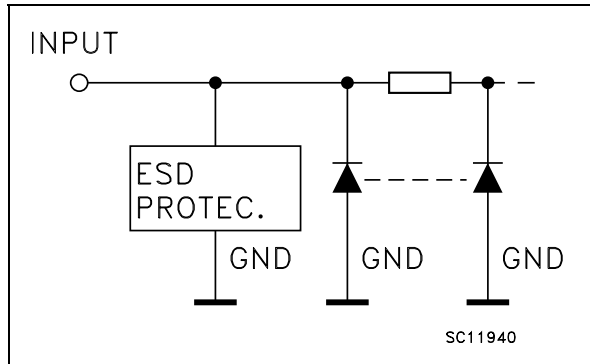 INPUT
ESD
PROTEC.
GND
GND
GND
SC11940